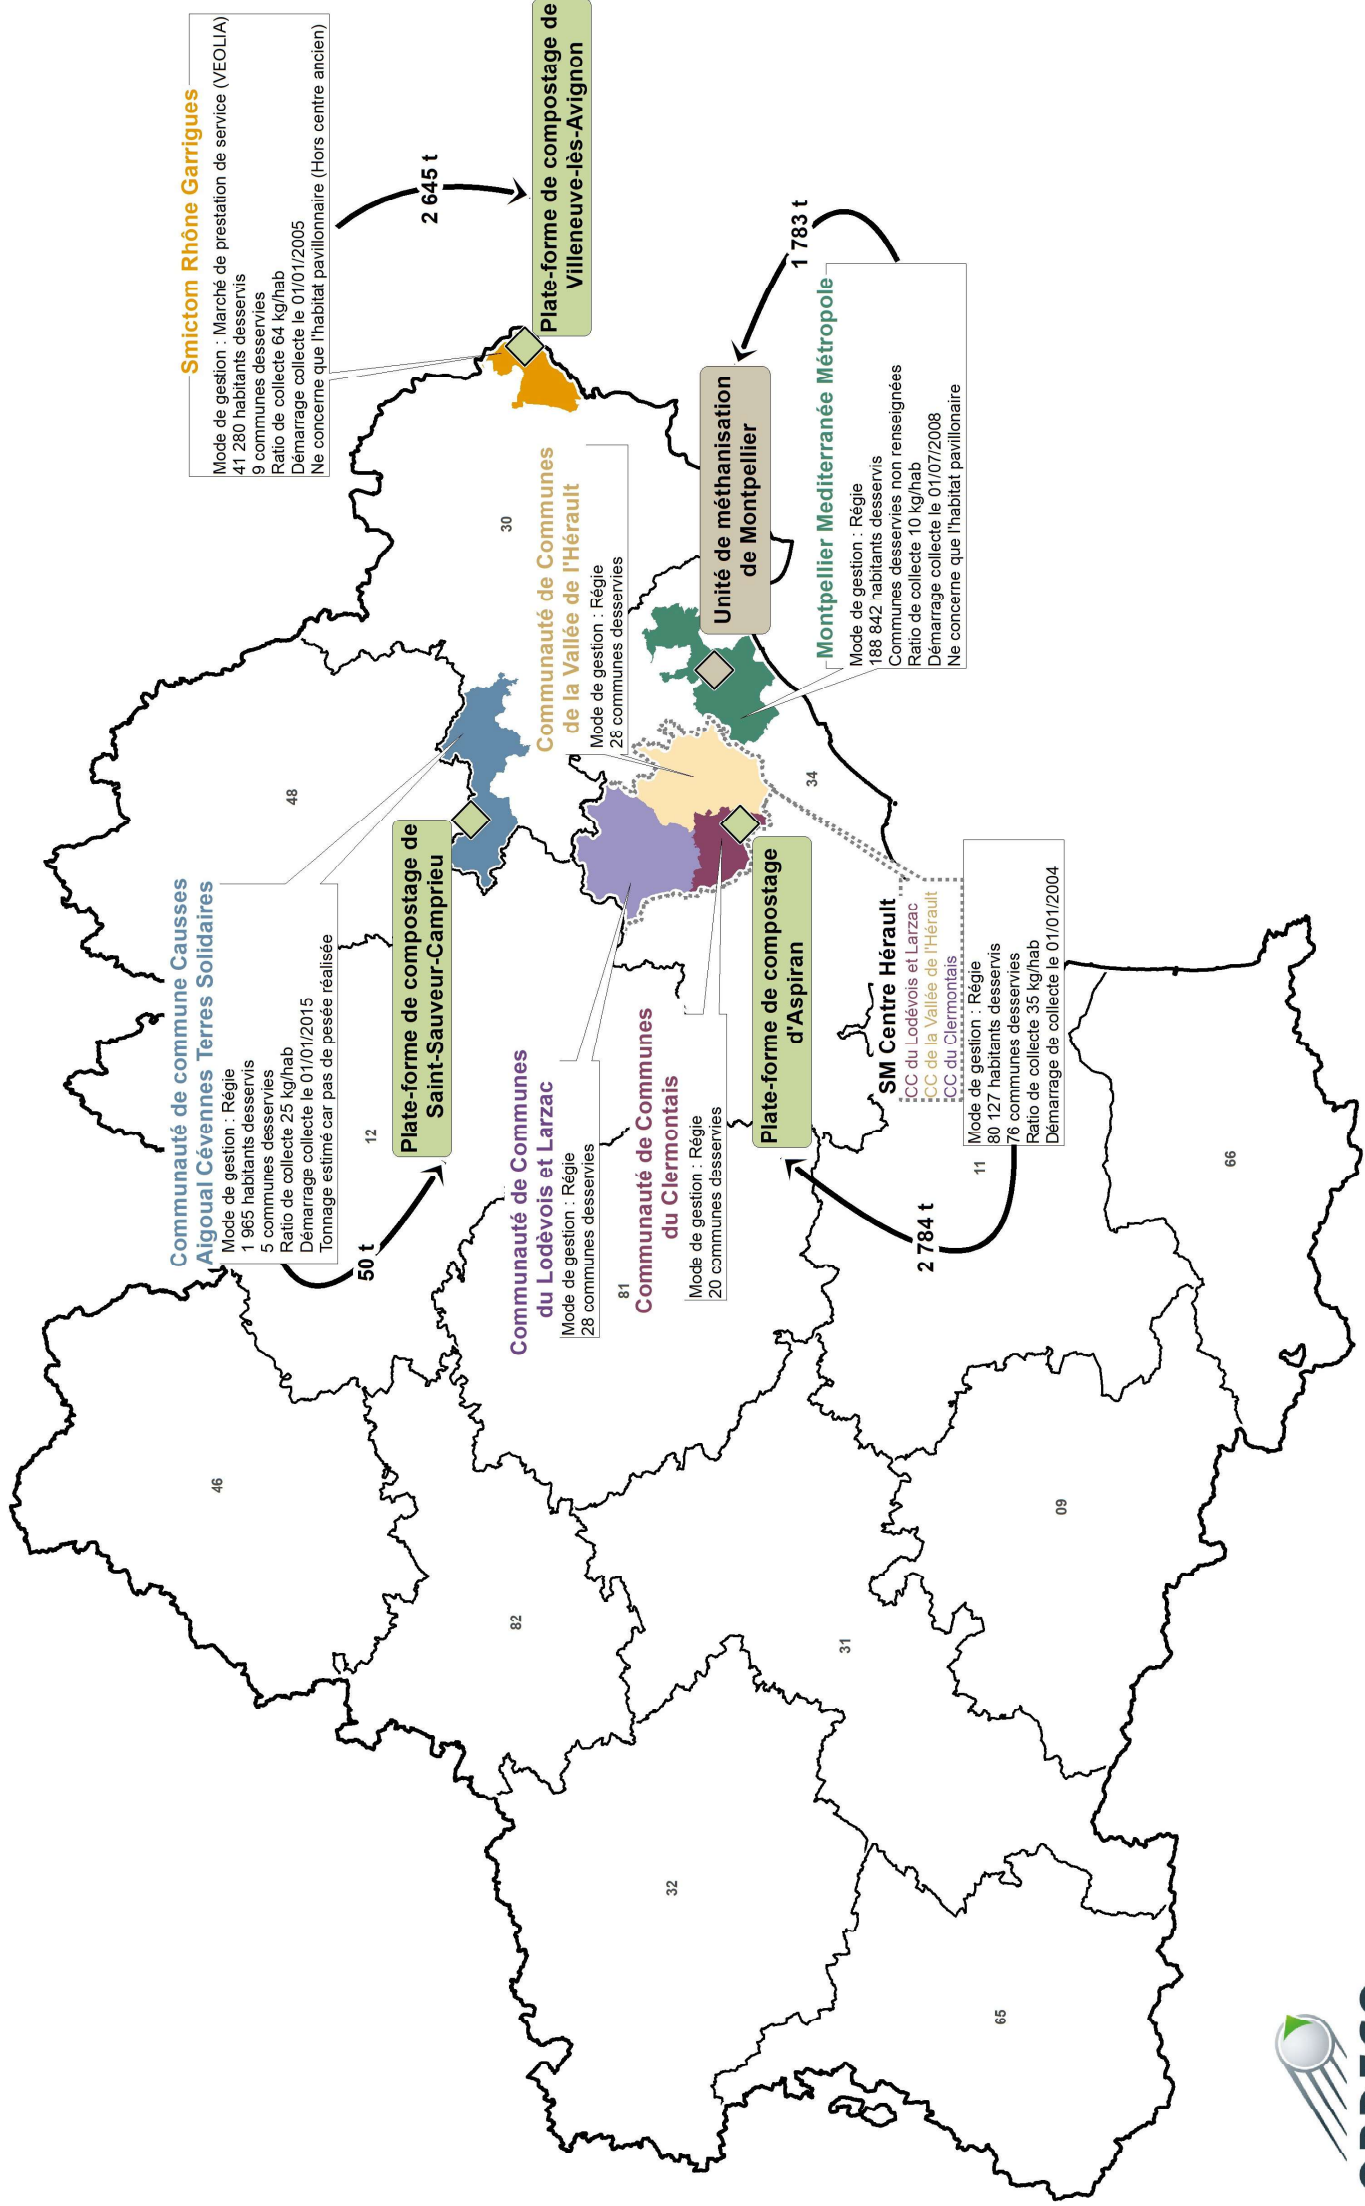 Smictom Rhône Garrigues
Mode de gestion : Marché de prestation de service (VEOLIA)
41 280 habitants desservis
9 communes desservies
Ratio de collecte 64 kg/hab
Démarrage collecte le 01/01/2005
Ne concerne que l'habitat pavillonnaire (Hors centre ancien)
2 645 t
Plate-forme de compostage de
Villeneuve-lès-Avignon
Communauté de commune Causses
Aigoual Cévennes Terres Solidaires
Mode de gestion : Régie
1 965 habitants desservis
5 communes desservies
Ratio de collecte 25 kg/hab
Démarrage collecte le 01/01/2015
Tonnage estimé car pas de pesée réalisée
50 t
Plate-forme de compostage de
Saint-Sauveur-Camprieu
Communauté de Communes
de la Vallée de l'Hérault
Mode de gestion : Régie
28 communes desservies
Communauté de Communes
du Lodèvois et Larzac
Mode de gestion : Régie
28 communes desservies
Communauté de Communes
du Clermontais
Mode de gestion : Régie
20 communes desservies
Unité de méthanisation
de Montpellier
1 783 t
Montpellier Mediterranée Métropole
Mode de gestion : Régie
188 842 habitants desservis
Communes desservies non renseignées
Ratio de collecte 10 kg/hab
Démarrage collecte le 01/07/2008
Ne concerne que l'habitat pavillonaire
Plate-forme de compostage
d'Aspiran
SM Centre Hérault
CC du Lodévois et Larzac
CC de la Vallée de l'Hérault
CC du Clermontais
Mode de gestion : Régie
80 127 habitants desservis
76 communes desservies
Ratio de collecte 35 kg/hab
Démarrage de collecte le 01/01/2004
2 784 t
46
48
12
30
82
81
34
32
31
11
65
09
66